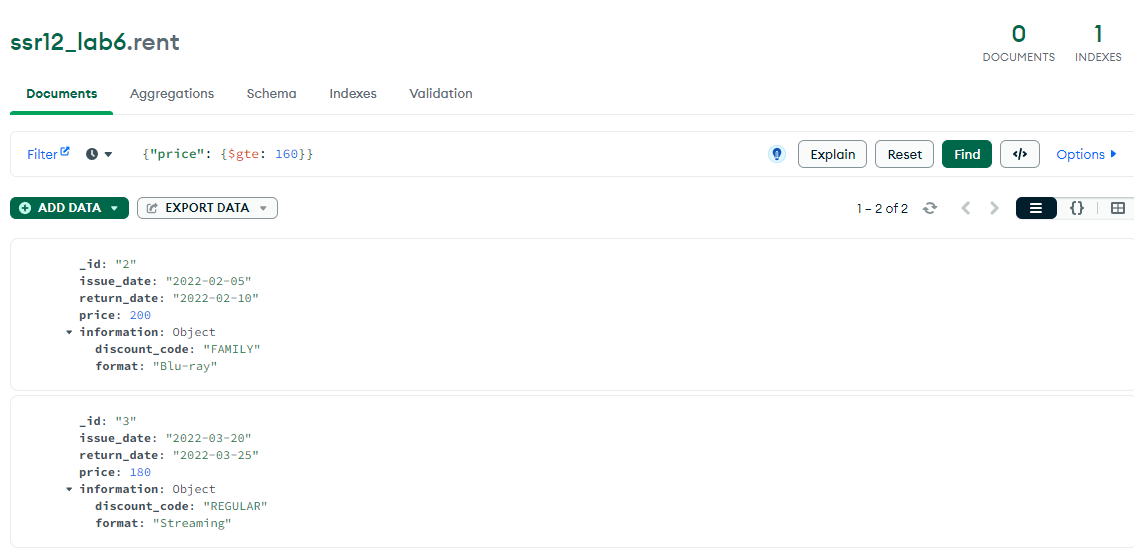 ssr12_lab6.rent
0
DOCUMENTS
1
INDEXES
Documents Aggregations Schema Indexes Validation
Filter {"price": {$gte: 160}} Explain Reset Find </> Options
ADD DATA EXPORT DATA 1 – 2 of 2 {}
_id: "2"
issue_date: "2022-02-05"
return_date: "2022-02-10"
price: 200
information: Object
discount_code: "FAMILY"
format: "Blu-ray"
_id: "3"
issue_date: "2022-03-20"
return_date: "2022-03-25"
price: 180
information: Object
discount_code: "REGULAR"
format: "Streaming"